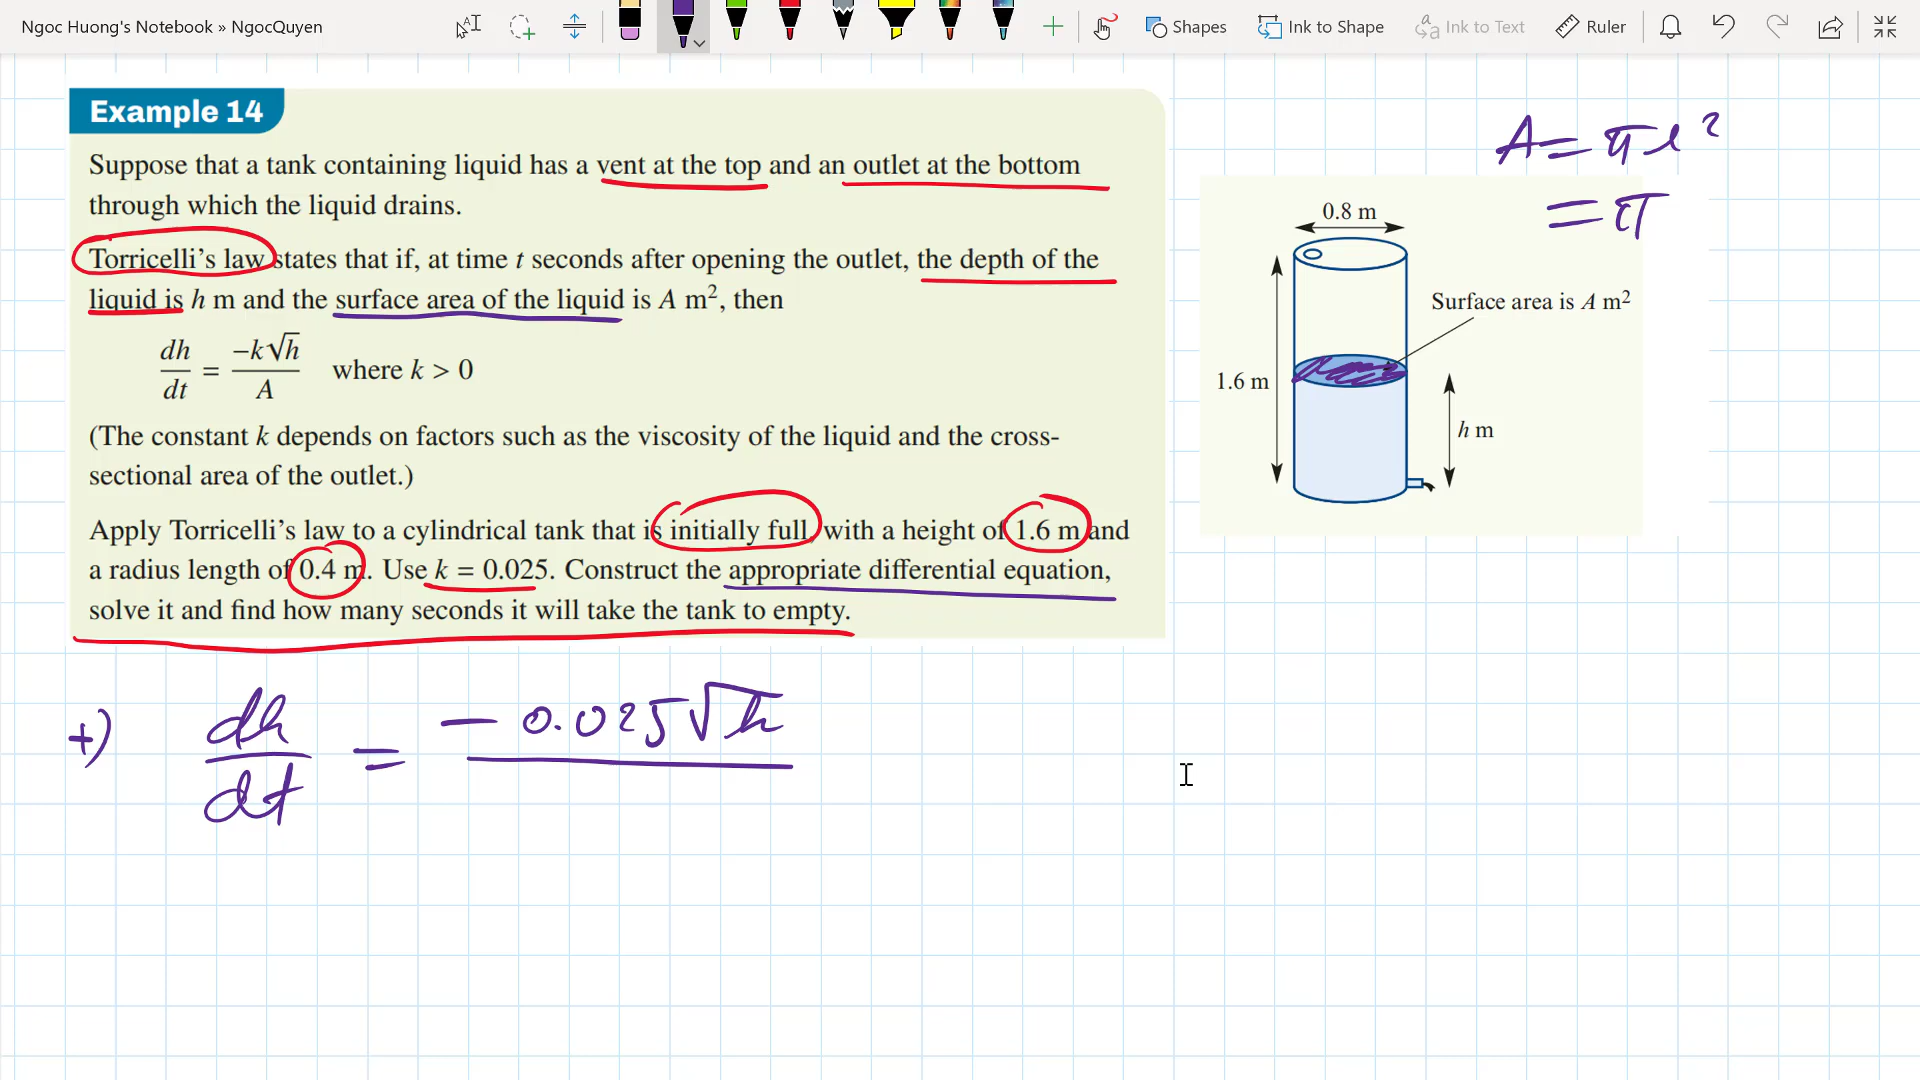 Ngoc Huong's Notebook » NgocQuyen
Shapes
Ink to Shape
Ink to Text
Ruler
Example 14
Suppose that a tank containing liquid has a vent at the top and an outlet at the bottom
through which the liquid drains.
Torricelli's law states that if, at time t seconds after opening the outlet, the depth of the
liquid is h m and the surface area of the liquid is A m², then
dh/dt = −k√h/A where k > 0
(The constant k depends on factors such as the viscosity of the liquid and the cross-
sectional area of the outlet.)
Apply Torricelli's law to a cylindrical tank that is initially full, with a height of 1.6 m and
a radius length of 0.4 m. Use k = 0.025. Construct the appropriate differential equation,
solve it and find how many seconds it will take the tank to empty.
A = πr²
= π
0.8 m
Surface area is A m²
1.6 m
h m
+) dh/dt = − 0.025√h